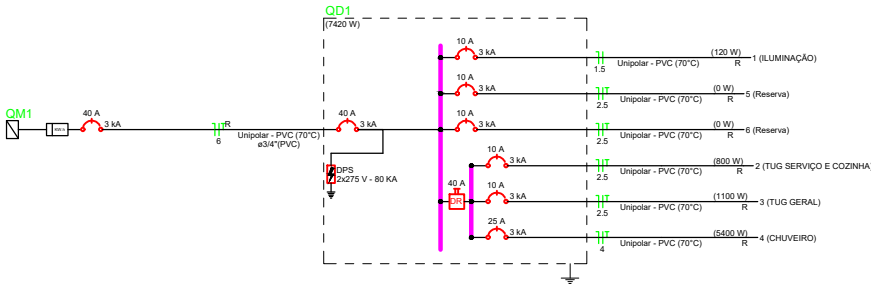 QD1
(7420 W)
10 A
3 kA
1.5
Unipolar - PVC (70°C)
(120 W)
R
1 (ILUMINAÇÃO)
10 A
3 kA
2.5
Unipolar - PVC (70°C)
(0 W)
R
5 (Reserva)
QM1
40 A
3 kA
6
R
Unipolar - PVC (70°C)
ø3/4"(PVC)
40 A
3 kA
10 A
3 kA
2.5
Unipolar - PVC (70°C)
(0 W)
R
6 (Reserva)
DPS
2x275 V - 80 KA
10 A
3 kA
2.5
Unipolar - PVC (70°C)
(800 W)
R
2 (TUG SERVIÇO E COZINHA)
40 A
DR
10 A
3 kA
2.5
Unipolar - PVC (70°C)
(1100 W)
R
3 (TUG GERAL)
25 A
3 kA
4
Unipolar - PVC (70°C)
(5400 W)
R
4 (CHUVEIRO)